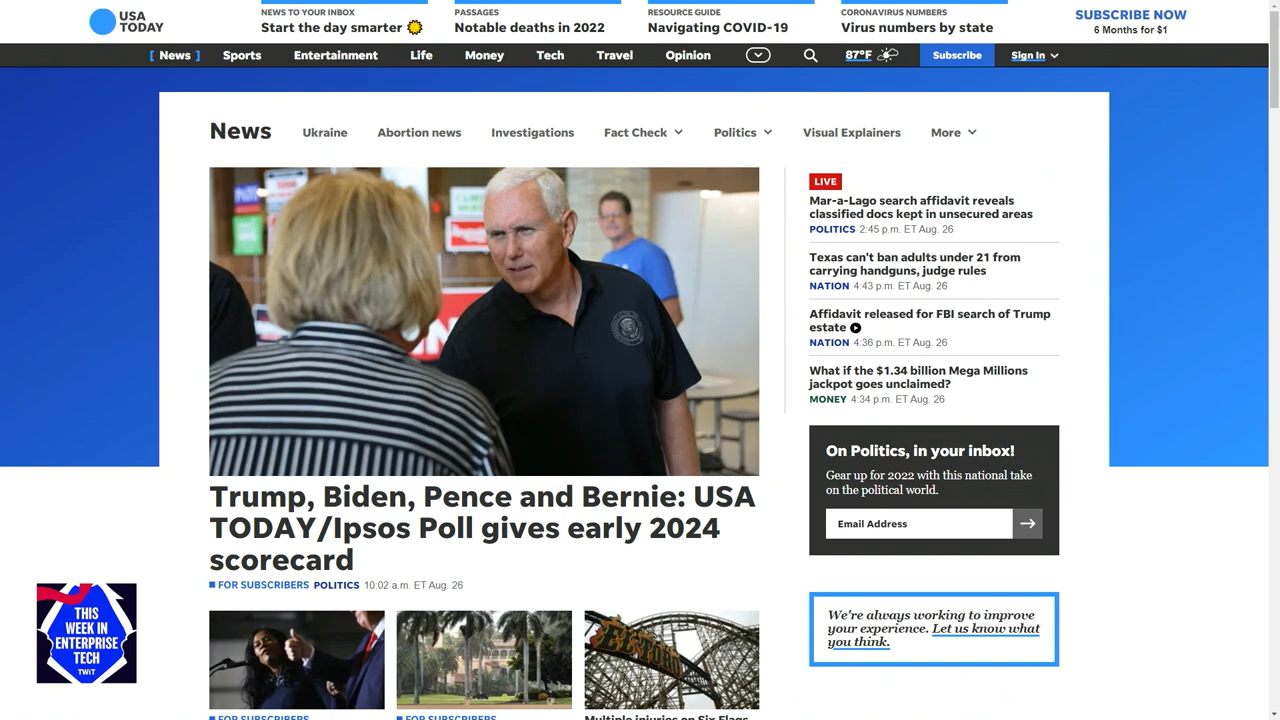 USA
TODAY
NEWS TO YOUR INBOX
Start the day smarter
PASSAGES
Notable deaths in 2022
RESOURCE GUIDE
Navigating COVID-19
CORONAVIRUS NUMBERS
Virus numbers by state
SUBSCRIBE NOW
6 Months for $1
[ News ] Sports Entertainment Life Money Tech Travel Opinion 87°F Subscribe Sign In
News Ukraine Abortion news Investigations Fact Check Politics Visual Explainers More
LIVE
Mar-a-Lago search affidavit reveals
classified docs kept in unsecured areas
POLITICS 2:45 p.m. ET Aug. 26
Texas can't ban adults under 21 from
carrying handguns, judge rules
NATION 4:43 p.m. ET Aug. 26
Affidavit released for FBI search of Trump
estate
NATION 4:36 p.m. ET Aug. 26
What if the $1.34 billion Mega Millions
jackpot goes unclaimed?
MONEY 4:34 p.m. ET Aug. 26
On Politics, in your inbox!
Gear up for 2022 with this national take
on the political world.
Email Address
Trump, Biden, Pence and Bernie: USA
TODAY/Ipsos Poll gives early 2024
scorecard
FOR SUBSCRIBERS POLITICS 10:02 a.m. ET Aug. 26
We're always working to improve
your experience. Let us know what
you think.
THIS
WEEK IN
ENTERPRISE
TECH
TWiT
FOR SUBSCRIBERS
FOR SUBSCRIBERS
Multiple injuries on Six Flags